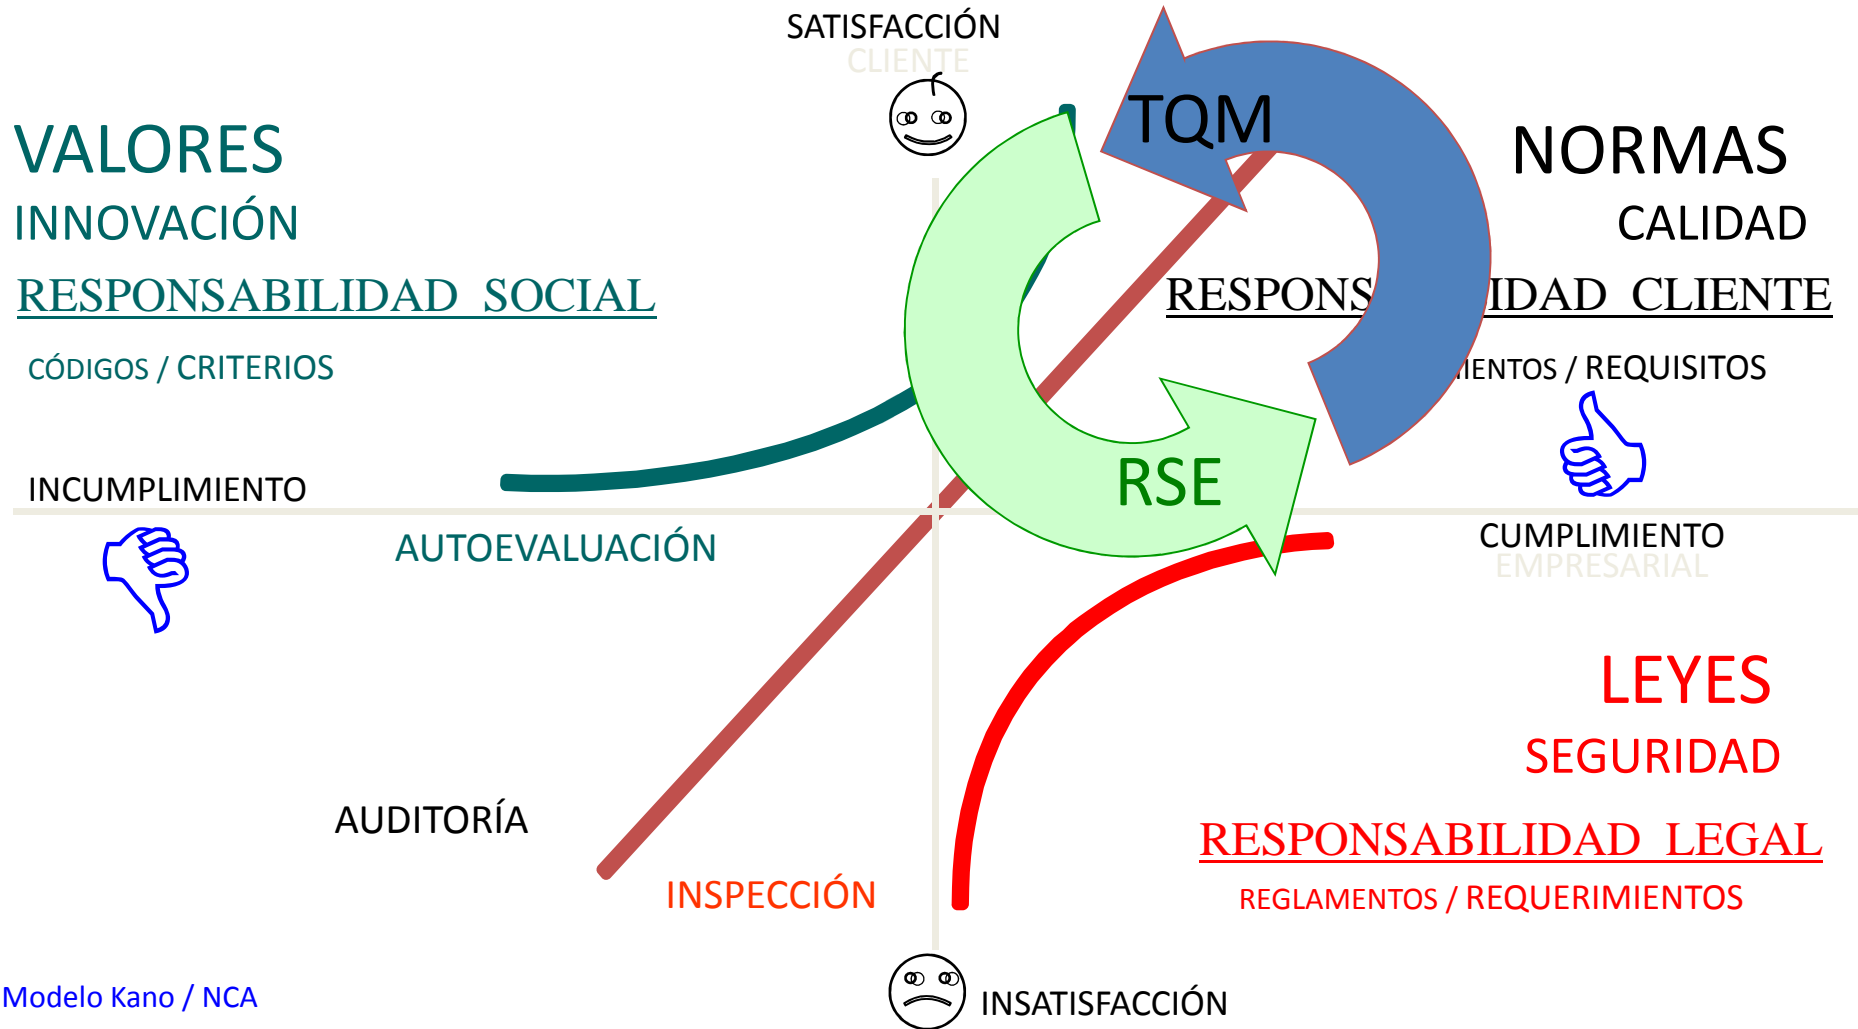 SATISFACCIÓN
CLIENTE
VALORES
INNOVACIÓN
RESPONSABILIDAD SOCIAL
CÓDIGOS / CRITERIOS
TQM
NORMAS
CALIDAD
CLIENTE
/ REQUISITOS
RSE
INCUMPLIMIENTO
AUTOEVALUACIÓN
CUMPLIMIENTO
EMPRESARIAL
LEYES
SEGURIDAD
RESPONSABILIDAD LEGAL
REGLAMENTOS / REQUERIMIENTOS
AUDITORÍA
INSPECCIÓN
Modelo Kano / NCA
INSATISFACCIÓN